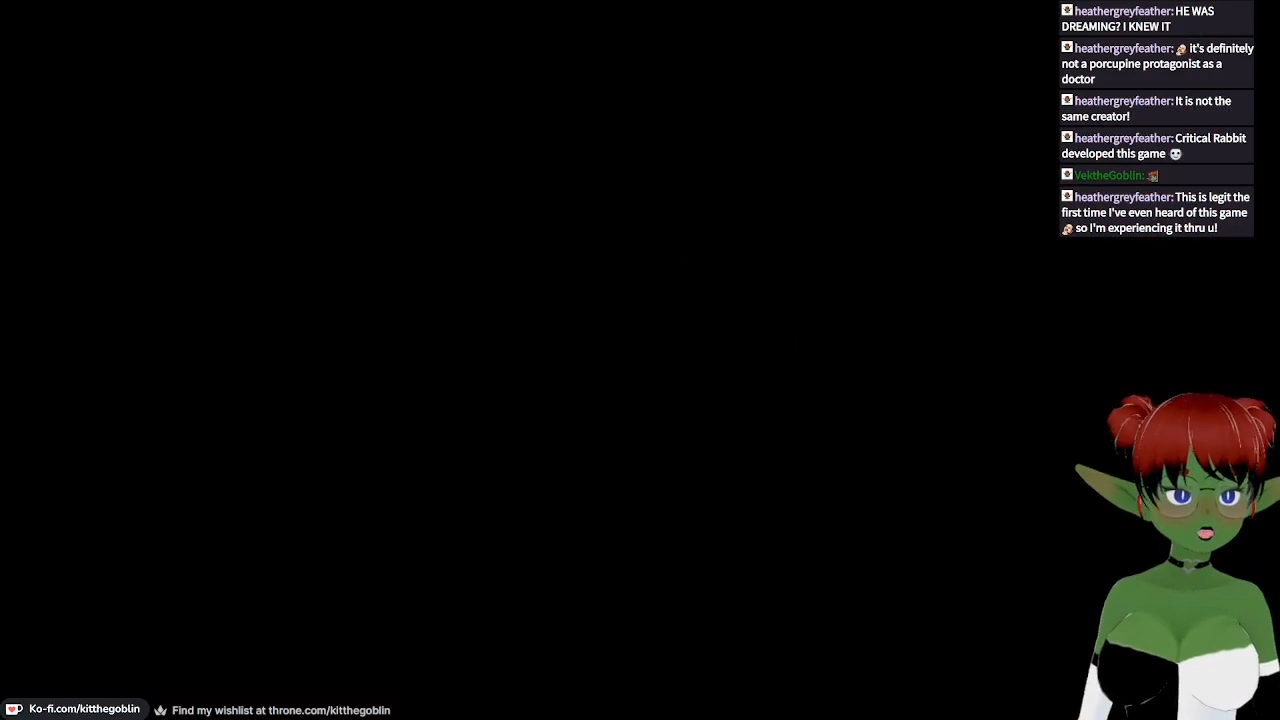 heathergreyfeather: HE WAS
DREAMING? I KNEW IT
heathergreyfeather: it's definitely
not a porcupine protagonist as a
doctor
heathergreyfeather: It is not the
same creator!
heathergreyfeather: Critical Rabbit
developed this game
VektheGoblin:
heathergreyfeather: This is legit the
first time I've even heard of this game
so I'm experiencing it thru u!
Ko-fi.com/kitthegoblin
Find my wishlist at throne.com/kitthegoblin